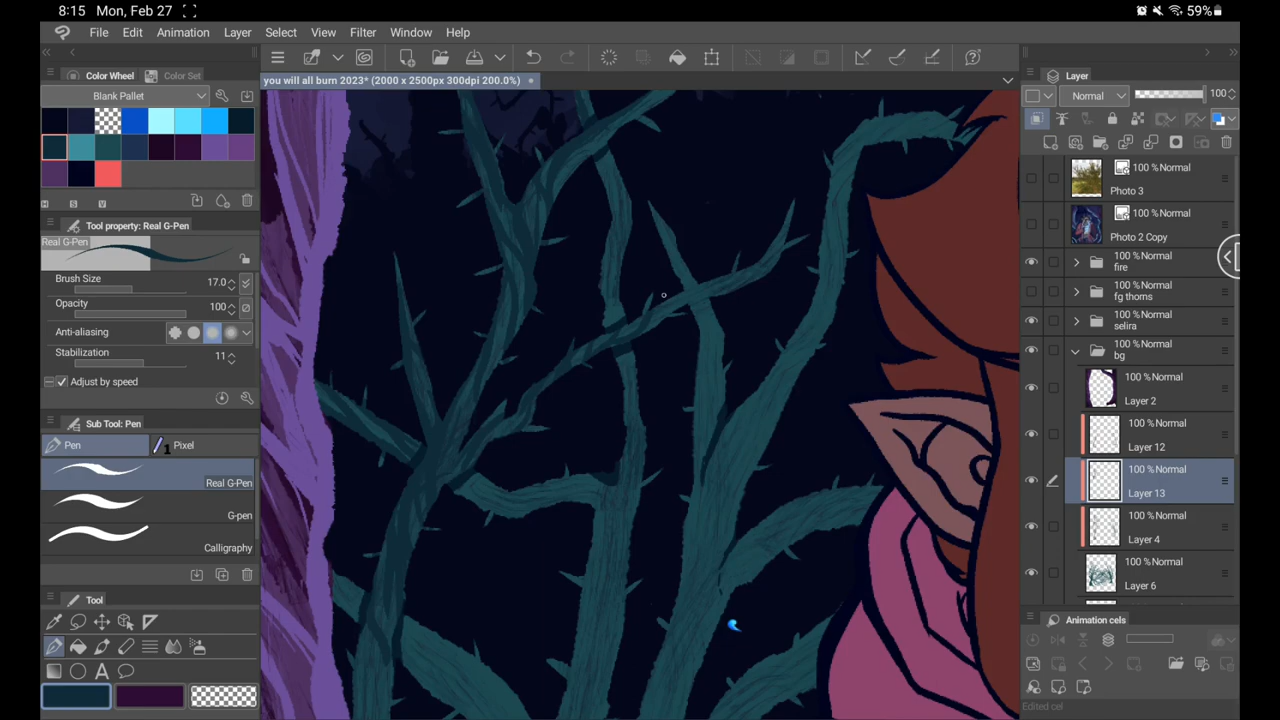 8:15 Mon, Feb 27 59%
File Edit Animation Layer Select View Filter Window Help
you will all burn 2023* (2000 x 2500px 300dpi 200.0%)
Color Wheel Color Set
Blank Pallet
H S V
Tool property: Real G-Pen
Real G-Pen
Brush Size 17.0
Opacity 100
Anti-aliasing
Stabilization 11
Adjust by speed
Sub Tool: Pen
Pen 1 Pixel
Real G-Pen
G-pen
Calligraphy
Tool
A
Layer
Normal 100
100 %Normal
Photo 3
100 %Normal
Photo 2 Copy
100 %Normal
fire
100 %Normal
fg thorns
100 %Normal
selira
100 %Normal
bg
100 %Normal
Layer 2
100 %Normal
Layer 12
100 %Normal
Layer 13
100 %Normal
Layer 4
100 %Normal
Layer 6
Animation cels
Edited cel